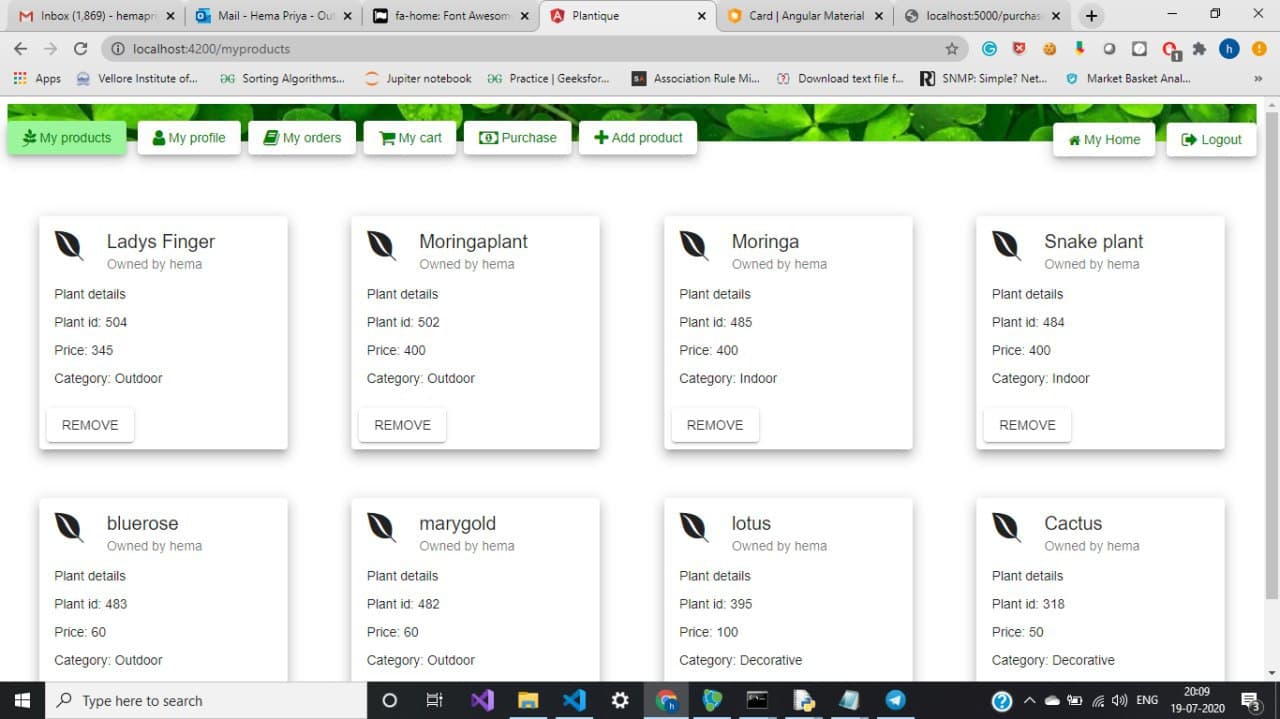 Inbox (1,869) - hemapri
Mail - Hema Priya - Out
fa-home: Font Awesom
Plantique
Card | Angular Material
localhost:5000/purchas
localhost:4200/myproducts
Apps
Vellore Institute of...
Sorting Algorithms...
Jupiter notebook
Practice | Geeksfor...
Association Rule Mi...
Download text file f...
SNMP: Simple? Net...
Market Basket Anal...
My products
My profile
My orders
My cart
Purchase
Add product
My Home
Logout
Ladys Finger
Owned by hema
Plant details
Plant id: 504
Price: 345
Category: Outdoor
REMOVE
Moringaplant
Owned by hema
Plant details
Plant id: 502
Price: 400
Category: Outdoor
REMOVE
Moringa
Owned by hema
Plant details
Plant id: 485
Price: 400
Category: Indoor
REMOVE
Snake plant
Owned by hema
Plant details
Plant id: 484
Price: 400
Category: Indoor
REMOVE
bluerose
Owned by hema
Plant details
Plant id: 483
Price: 60
Category: Outdoor
marygold
Owned by hema
Plant details
Plant id: 482
Price: 60
Category: Outdoor
lotus
Owned by hema
Plant details
Plant id: 395
Price: 100
Category: Decorative
Cactus
Owned by hema
Plant details
Plant id: 318
Price: 50
Category: Decorative
Type here to search
ENG
20:09
19-07-2020
3